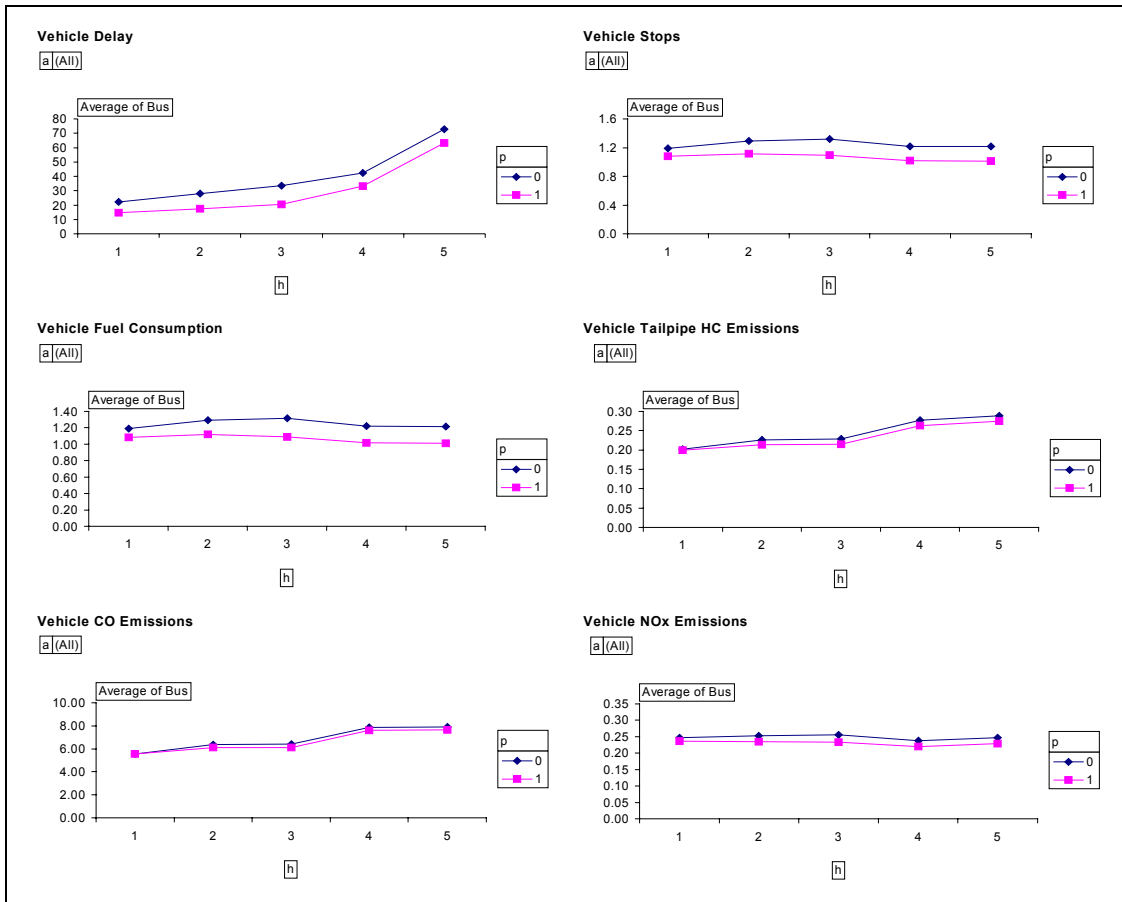 Vehicle Delay
a (All)
Average of Bus
80
70
60
50
40
30
20
10
0
1 2 3 4 5
h
p
0
1
Vehicle Stops
a (All)
Average of Bus
1.6
1.2
0.8
0.4
0.0
1 2 3 4 5
h
p
0
1
Vehicle Fuel Consumption
a (All)
Average of Bus
1.40
1.20
1.00
0.80
0.60
0.40
0.20
0.00
1 2 3 4 5
h
p
0
1
Vehicle Tailpipe HC Emissions
a (All)
Average of Bus
0.30
0.25
0.20
0.15
0.10
0.05
0.00
1 2 3 4 5
h
p
0
1
Vehicle CO Emissions
a (All)
Average of Bus
10.00
8.00
6.00
4.00
2.00
0.00
1 2 3 4 5
h
p
0
1
Vehicle NOx Emissions
a (All)
Average of Bus
0.35
0.30
0.25
0.20
0.15
0.10
0.05
0.00
1 2 3 4 5
h
p
0
1